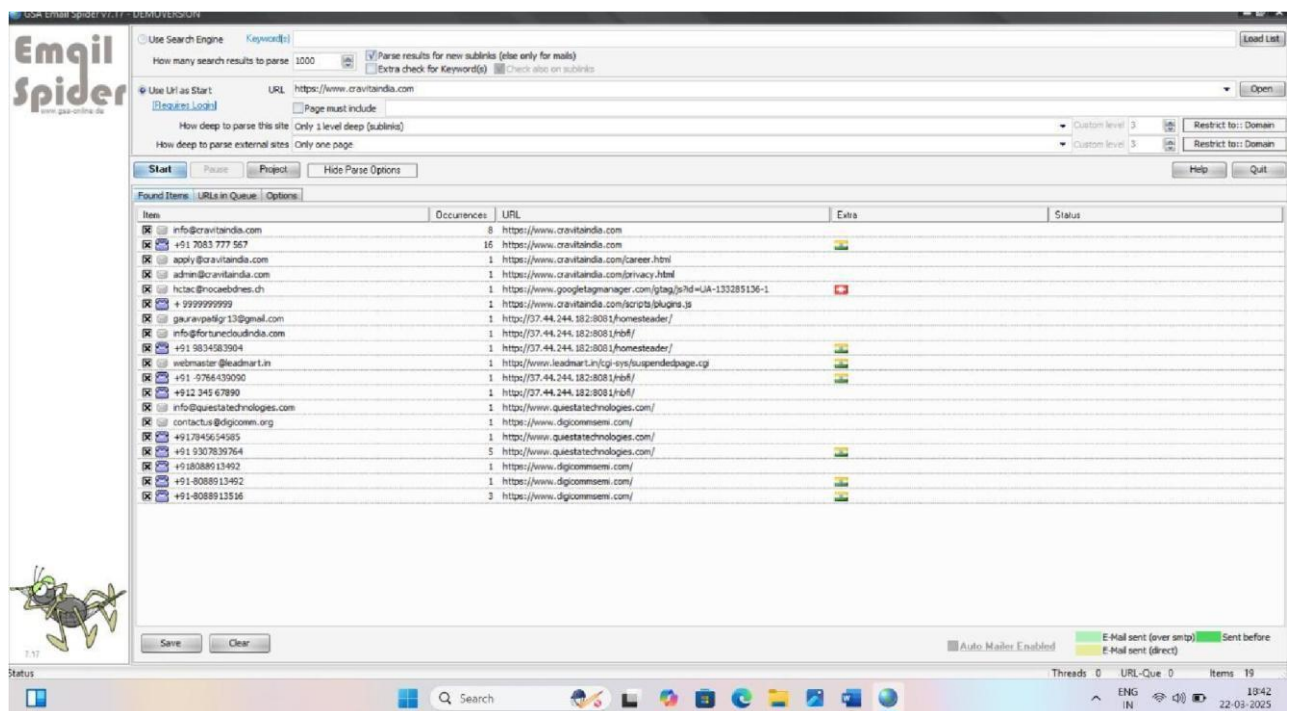 GSA Email Spider v7.17 - DEMOVERSION
Email
Spider
www.gsa-online.de
Use Search Engine Keyword(s) Load List
How many search results to parse 1000 Parse results for new sublinks (else only for mails)
Extra check for Keyword(s) Check also on sublinks
Use Url as Start URL https://www.cravitaindia.com Open
[Requires Login] Page must include
How deep to parse this site Only 1 level deep (sublinks) Custom level 3 Restrict to:: Domain
How deep to parse external sites Only one page Custom level 3 Restrict to:: Domain
Start Pause Project Hide Parse Options Help Quit
Found Items URLs in Queue Options
Item Occurrences URL Extra Status
info@cravitaindia.com 8 https://www.cravitaindia.com
+91 7083 777 567 16 https://www.cravitaindia.com
apply@cravitaindia.com 1 https://www.cravitaindia.com/career.html
admin@cravitaindia.com 1 https://www.cravitaindia.com/privacy.html
hctac@nocaebdnes.ch 1 https://www.googletagmanager.com/gtag/js?id=UA-133285136-1
+ 9999999999 1 https://www.cravitaindia.com/scripts/plugins.js
gauravpatilgr13@gmail.com 1 http://37.44.244.182:8081/homesteader/
info@fortunecloudindia.com 1 http://37.44.244.182:8081/nbfi/
+91 9834583904 1 http://37.44.244.182:8081/homesteader/
webmaster@leadmart.in 1 http://www.leadmart.in/cgi-sys/suspendedpage.cgi
+91 -9766439090 1 http://37.44.244.182:8081/nbfi/
+912 345 67890 1 http://37.44.244.182:8081/nbfi/
info@quiestatechnologies.com 1 http://www.quiestatechnologies.com/
contactus@digicomm.org 1 https://www.digicommsemi.com/
+917845654585 1 http://www.quiestatechnologies.com/
+91 9307839764 5 http://www.quiestatechnologies.com/
+918088913492 1 https://www.digicommsemi.com/
+91-8088913492 1 https://www.digicommsemi.com/
+91-8088913516 3 https://www.digicommsemi.com/
7.17
Save Clear Auto Mailer Enabled E-Mail sent (over smtp) Sent before
E-Mail sent (direct)
Status Threads 0 URL-Que 0 Items 19
Search ENG 18:42
IN 22-03-2025